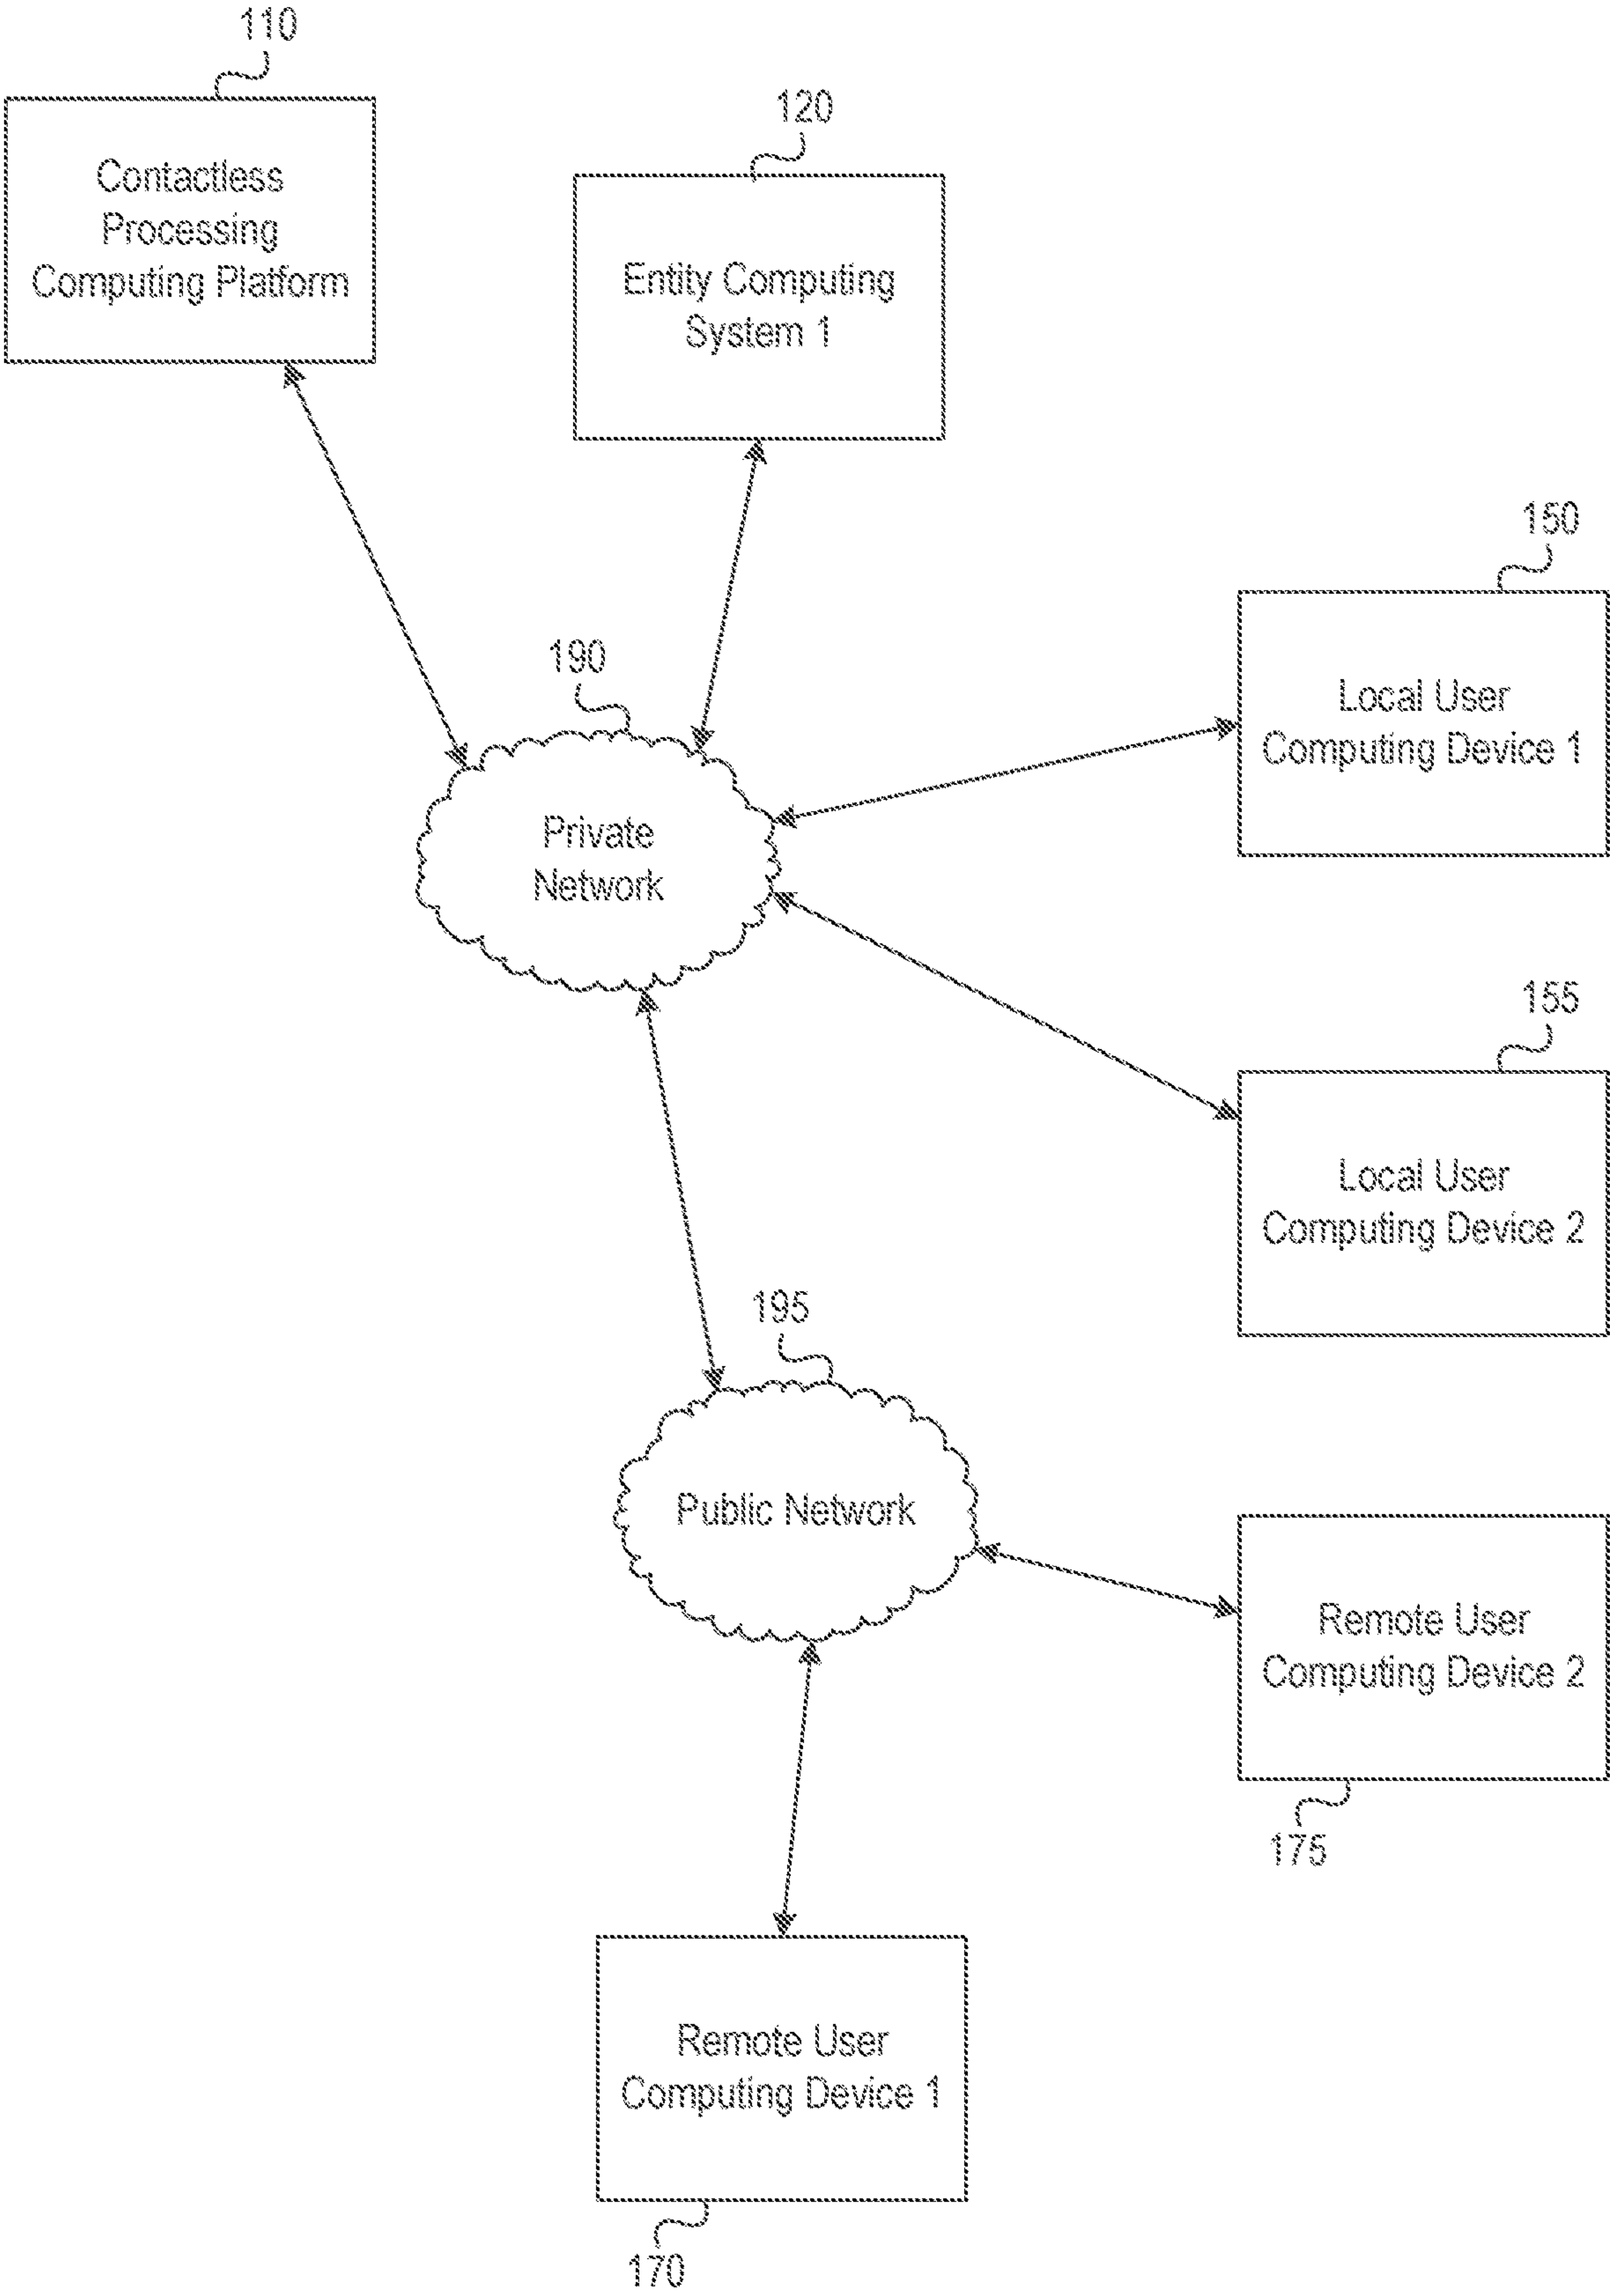 110
Contactless
Processing
Computing Platform
120
Entity Computing
System 1
150
Local User
Computing Device 1
190
Private
Network
155
Local User
Computing Device 2
195
Public Network
Remote User
Computing Device 2
175
Remote User
Computing Device 1
170